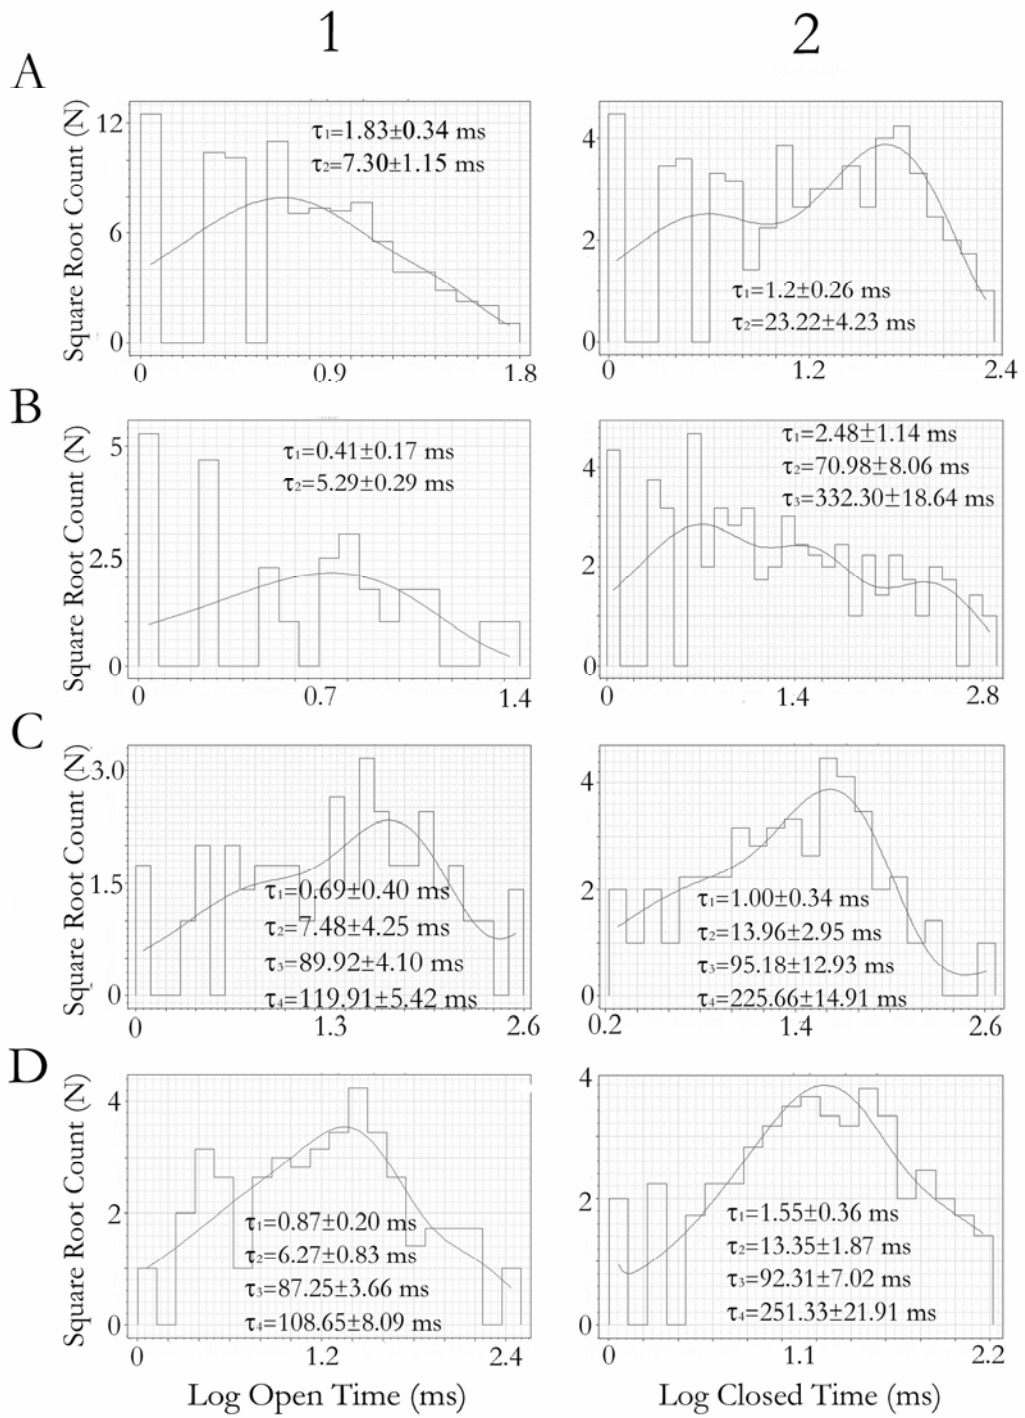 1
2
A
Square Root Count (N)
12
6
0
τ₁=1.83±0.34 ms
τ₂=7.30±1.15 ms
0
0.9
1.8
4
2
0
τ₁=1.2±0.26 ms
τ₂=23.22±4.23 ms
0
1.2
2.4
B
Square Root Count (N)
5
2.5
0
τ₁=0.41±0.17 ms
τ₂=5.29±0.29 ms
0
0.7
1.4
4
2
0
τ₁=2.48±1.14 ms
τ₂=70.98±8.06 ms
τ₃=332.30±18.64 ms
0
1.4
2.8
C
Square Root Count (N)
3.0
1.5
0
τ₁=0.69±0.40 ms
τ₂=7.48±4.25 ms
τ₃=89.92±4.10 ms
τ₄=119.91±5.42 ms
0
1.3
2.6
4
2
0
τ₁=1.00±0.34 ms
τ₂=13.96±2.95 ms
τ₃=95.18±12.93 ms
τ₄=225.66±14.91 ms
0.2
1.4
2.6
D
Square Root Count (N)
4
2
0
τ₁=0.87±0.20 ms
τ₂=6.27±0.83 ms
τ₃=87.25±3.66 ms
τ₄=108.65±8.09 ms
0
1.2
2.4
Log Open Time (ms)
4
2
0
τ₁=1.55±0.36 ms
τ₂=13.35±1.87 ms
τ₃=92.31±7.02 ms
τ₄=251.33±21.91 ms
0
1.1
2.2
Log Closed Time (ms)